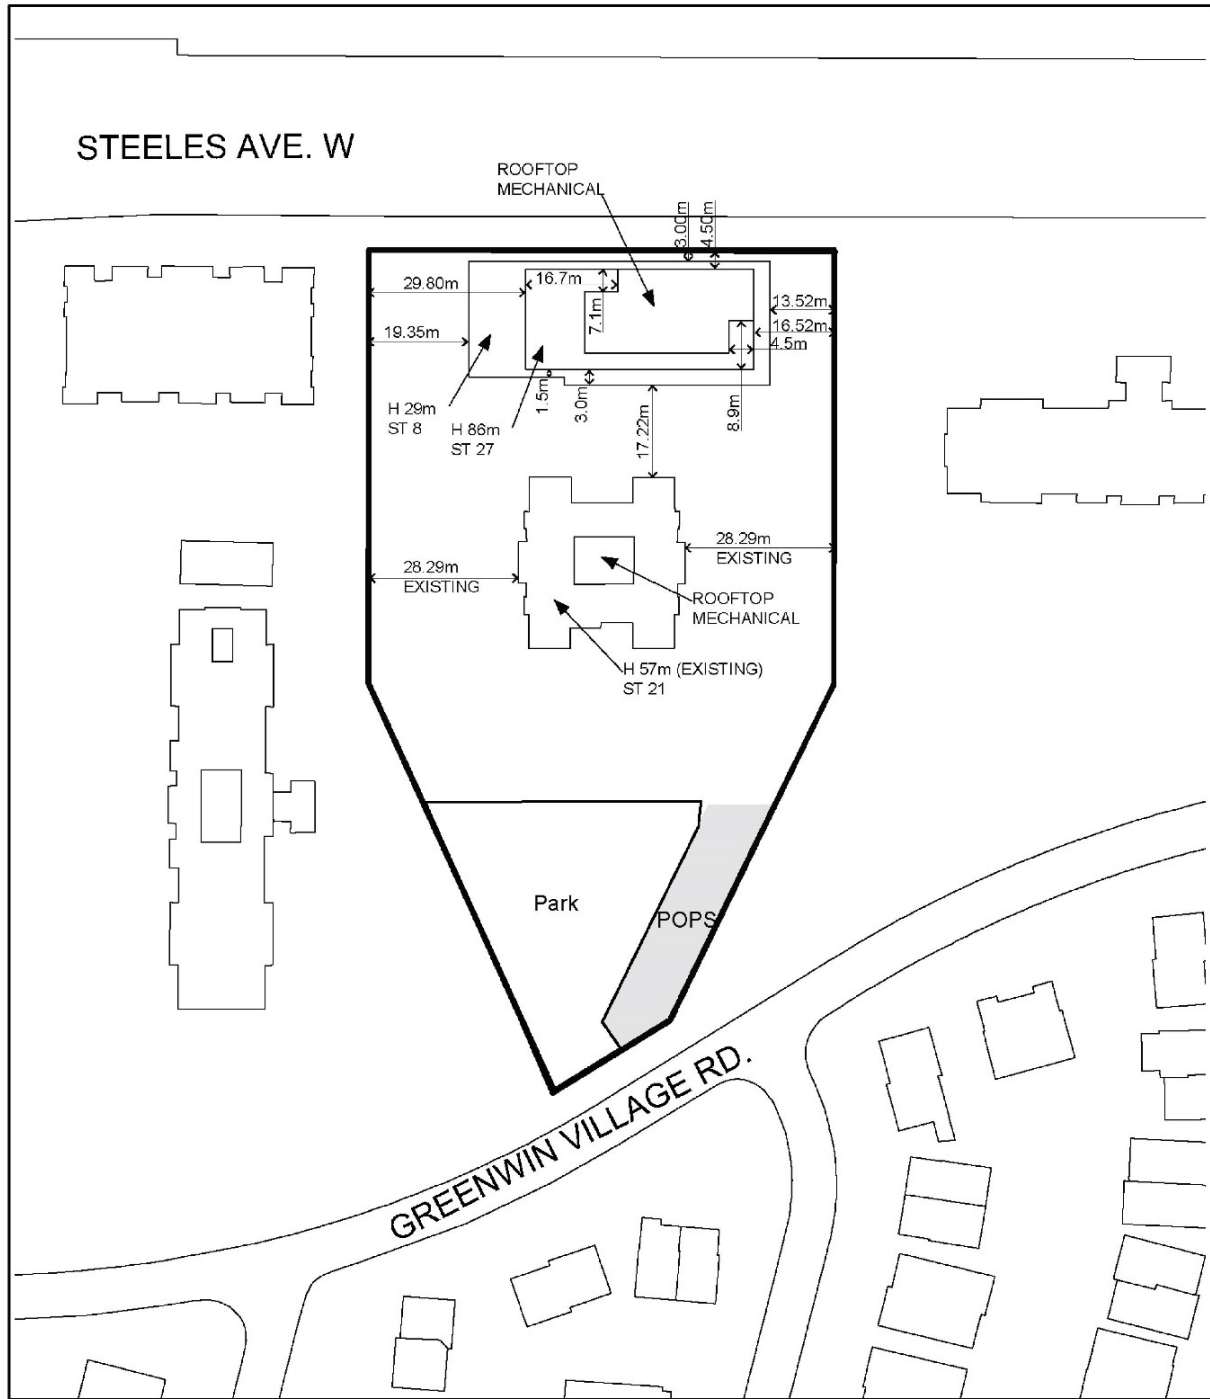 STEELES AVE. W
ROOFTOP
MECHANICAL
3.00m
4.50m
29.80m
16.7m
7.1m
13.52m
16.52m
4.5m
19.35m
1.5m
3.0m
8.9m
H 29m
ST 8
H 86m
ST 27
17.22m
28.29m
EXISTING
28.29m
EXISTING
ROOFTOP
MECHANICAL
H 57m (EXISTING)
ST 21
Park
POPS
GREENWIN VILLAGE RD.